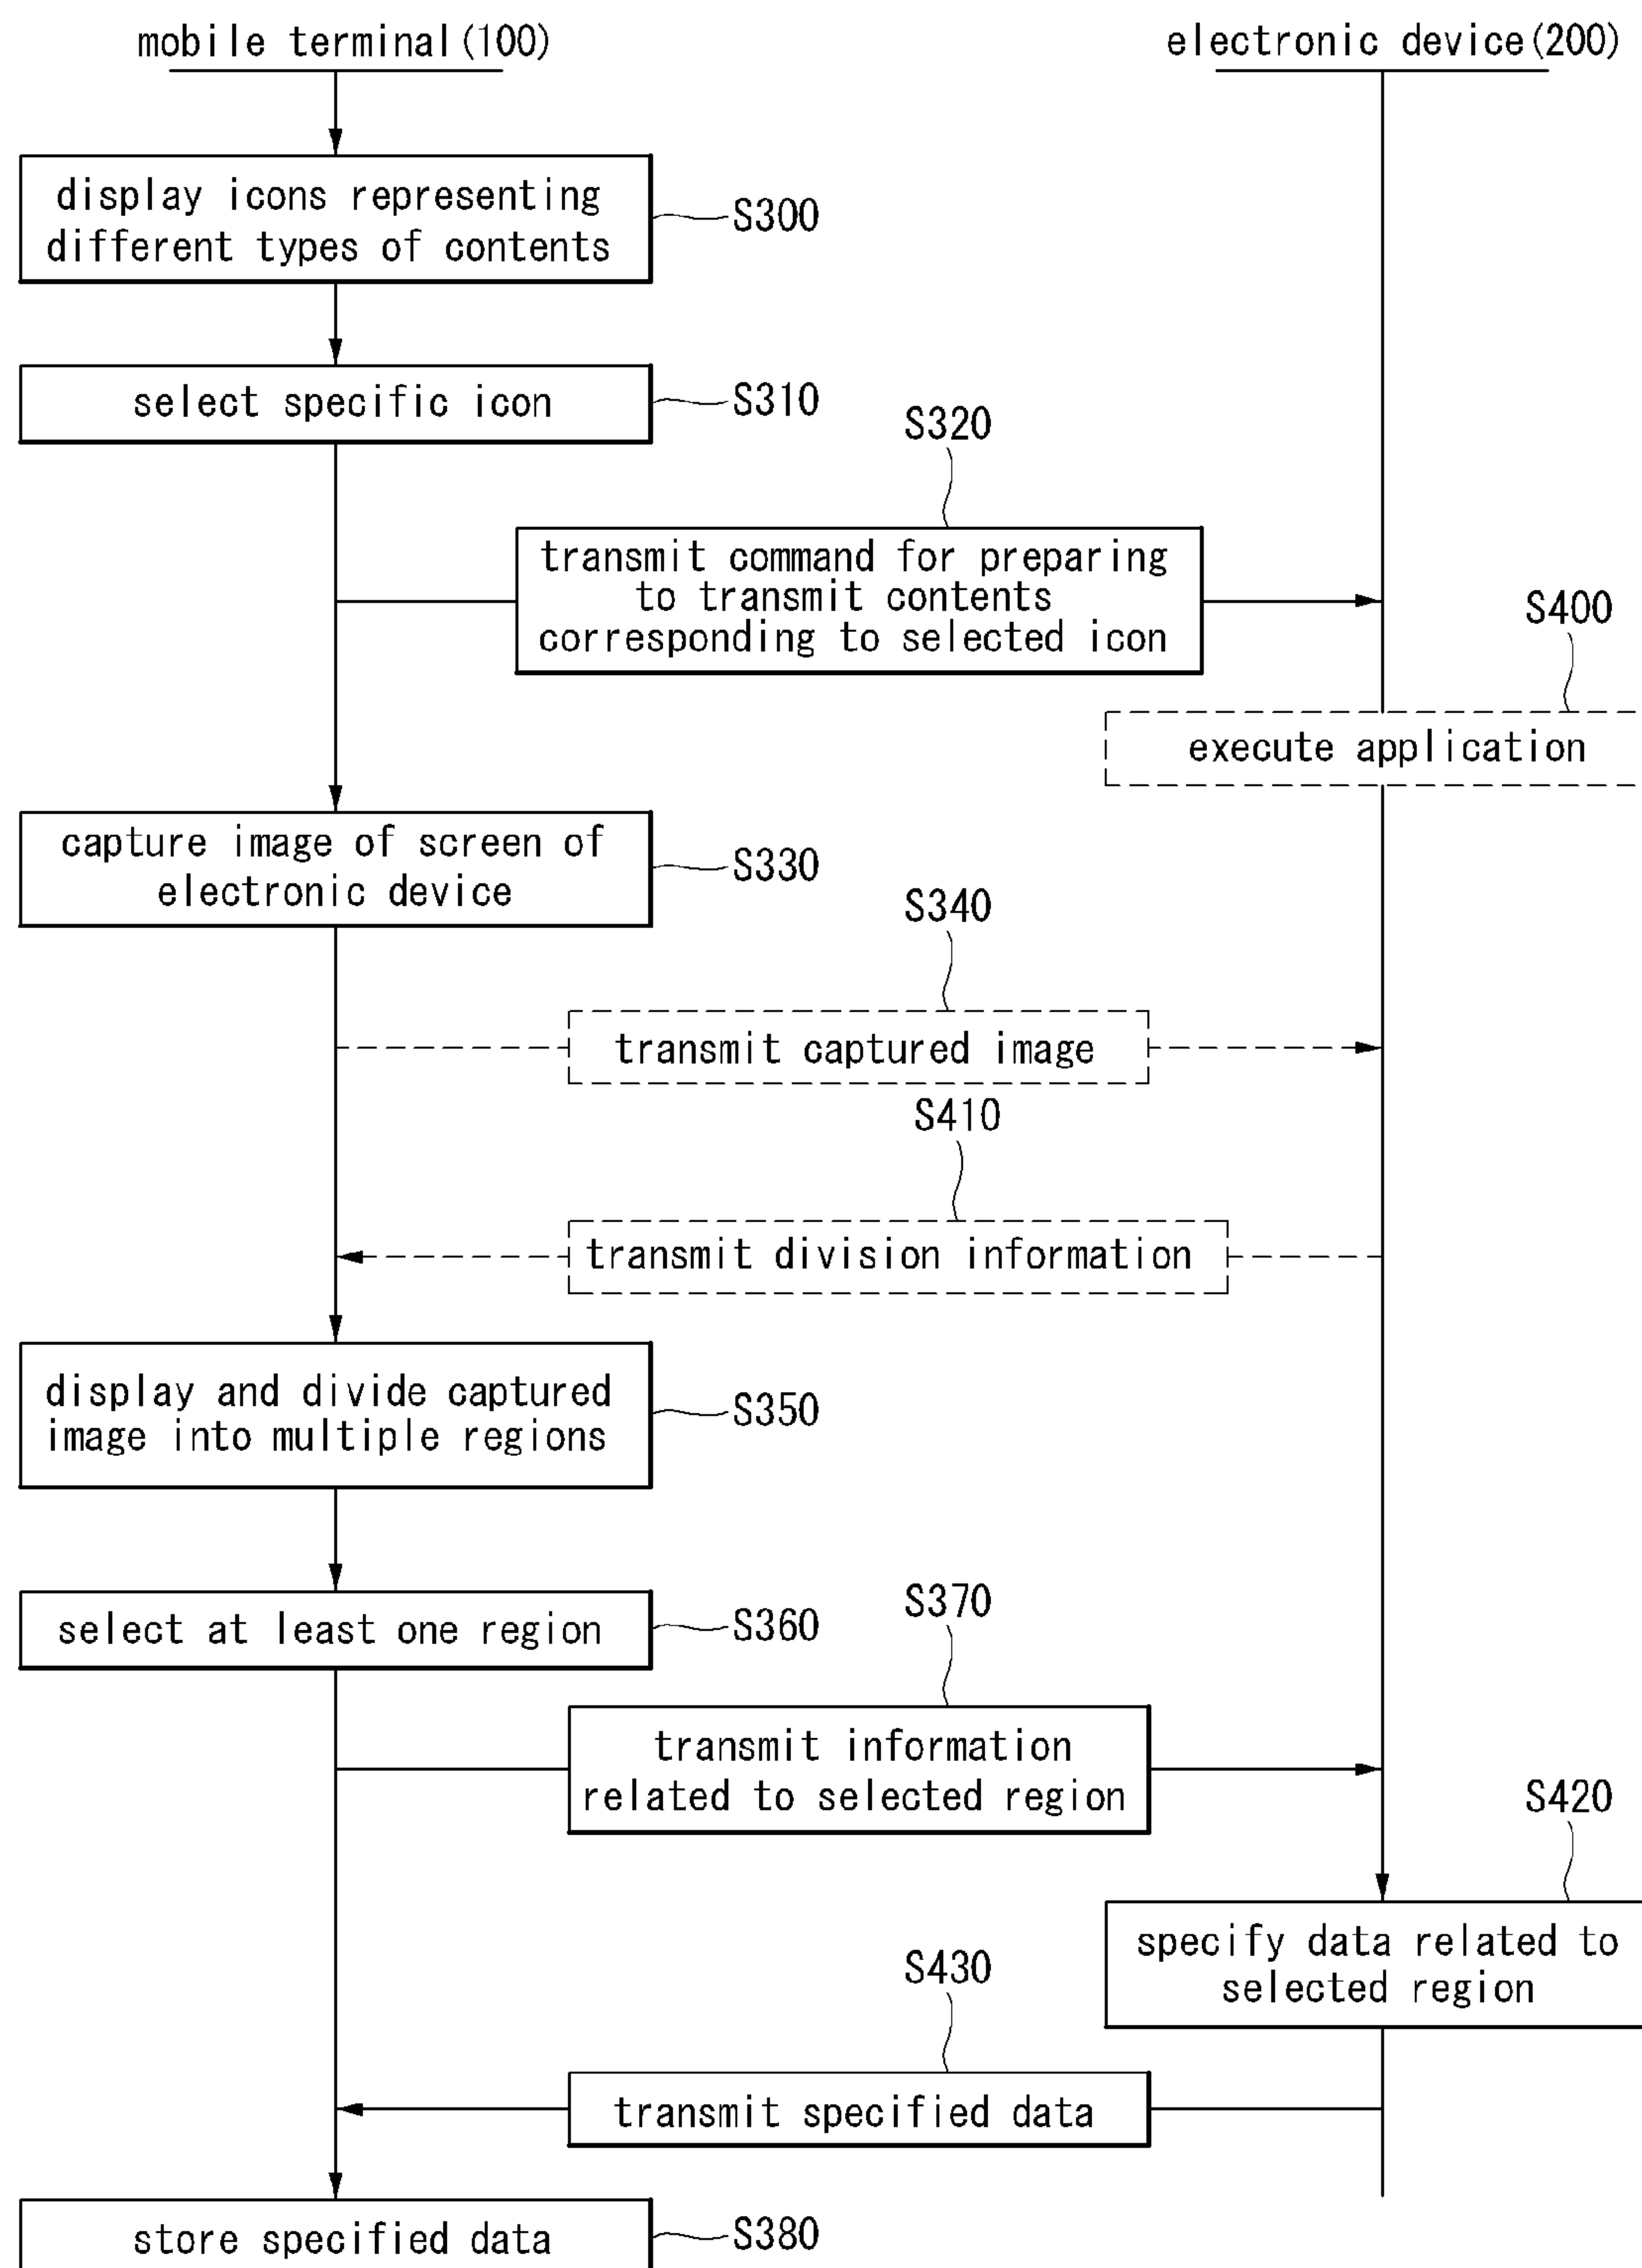 mobile terminal(100)
electronic device(200)
display icons representing
different types of contents
S300
select specific icon
S310
S320
transmit command for preparing
to transmit contents
corresponding to selected icon
S400
execute application
capture image of screen of
electronic device
S330
S340
transmit captured image
S410
transmit division information
display and divide captured
image into multiple regions
S350
select at least one region
S360
S370
transmit information
related to selected region
S420
specify data related to
selected region
S430
transmit specified data
store specified data
S380